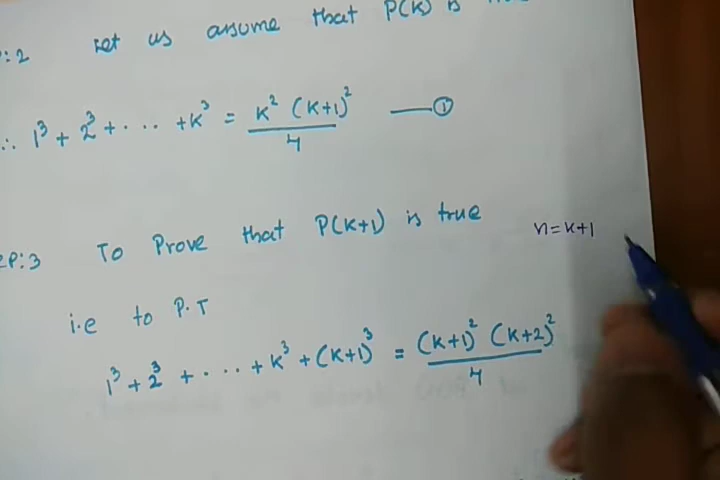 :2 Let us assume that P(K) is
∴ 1³ + 2³ + · · · + K³ = K² (K+1)² / 4 —— ①
EP:3 To Prove that P(K+1) is true n=K+1
i.e to P.T
1³ + 2³ + · · · + K³ + (K+1)³ = (K+1)² (K+2)² / 4